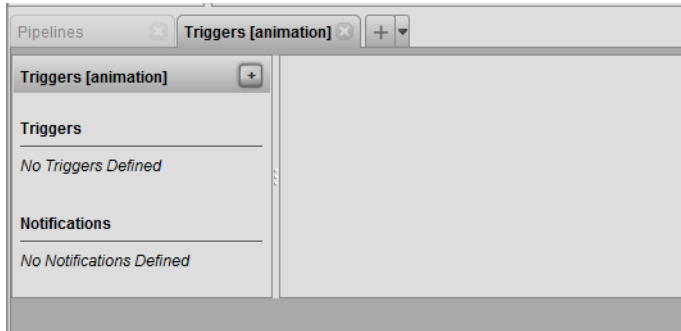 Pipelines
Triggers [animation]
Triggers [animation]
Triggers
No Triggers Defined
Notifications
No Notifications Defined